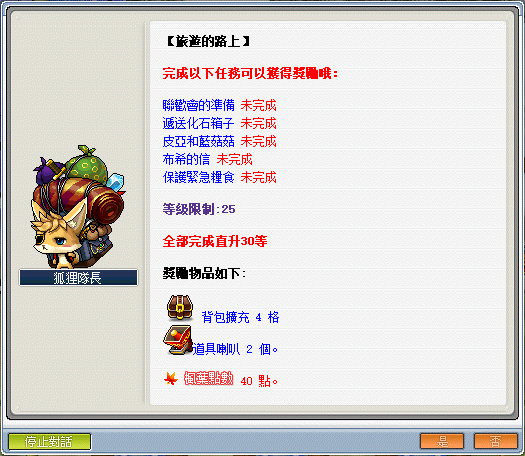 【旅遊的路上】
完成以下任務可以獲得獎勵哦:
聯歡會的準備 未完成
遞送化石箱子 未完成
皮亞和藍菇菇 未完成
布希的信 未完成
保護緊急糧食 未完成
等级限制:25
全部完成直升30等
獎勵物品如下:
背包擴充 4 格
道具喇叭 2 個。
楓葉點數 40 點。
狐狸隊長
停止對話
是
否